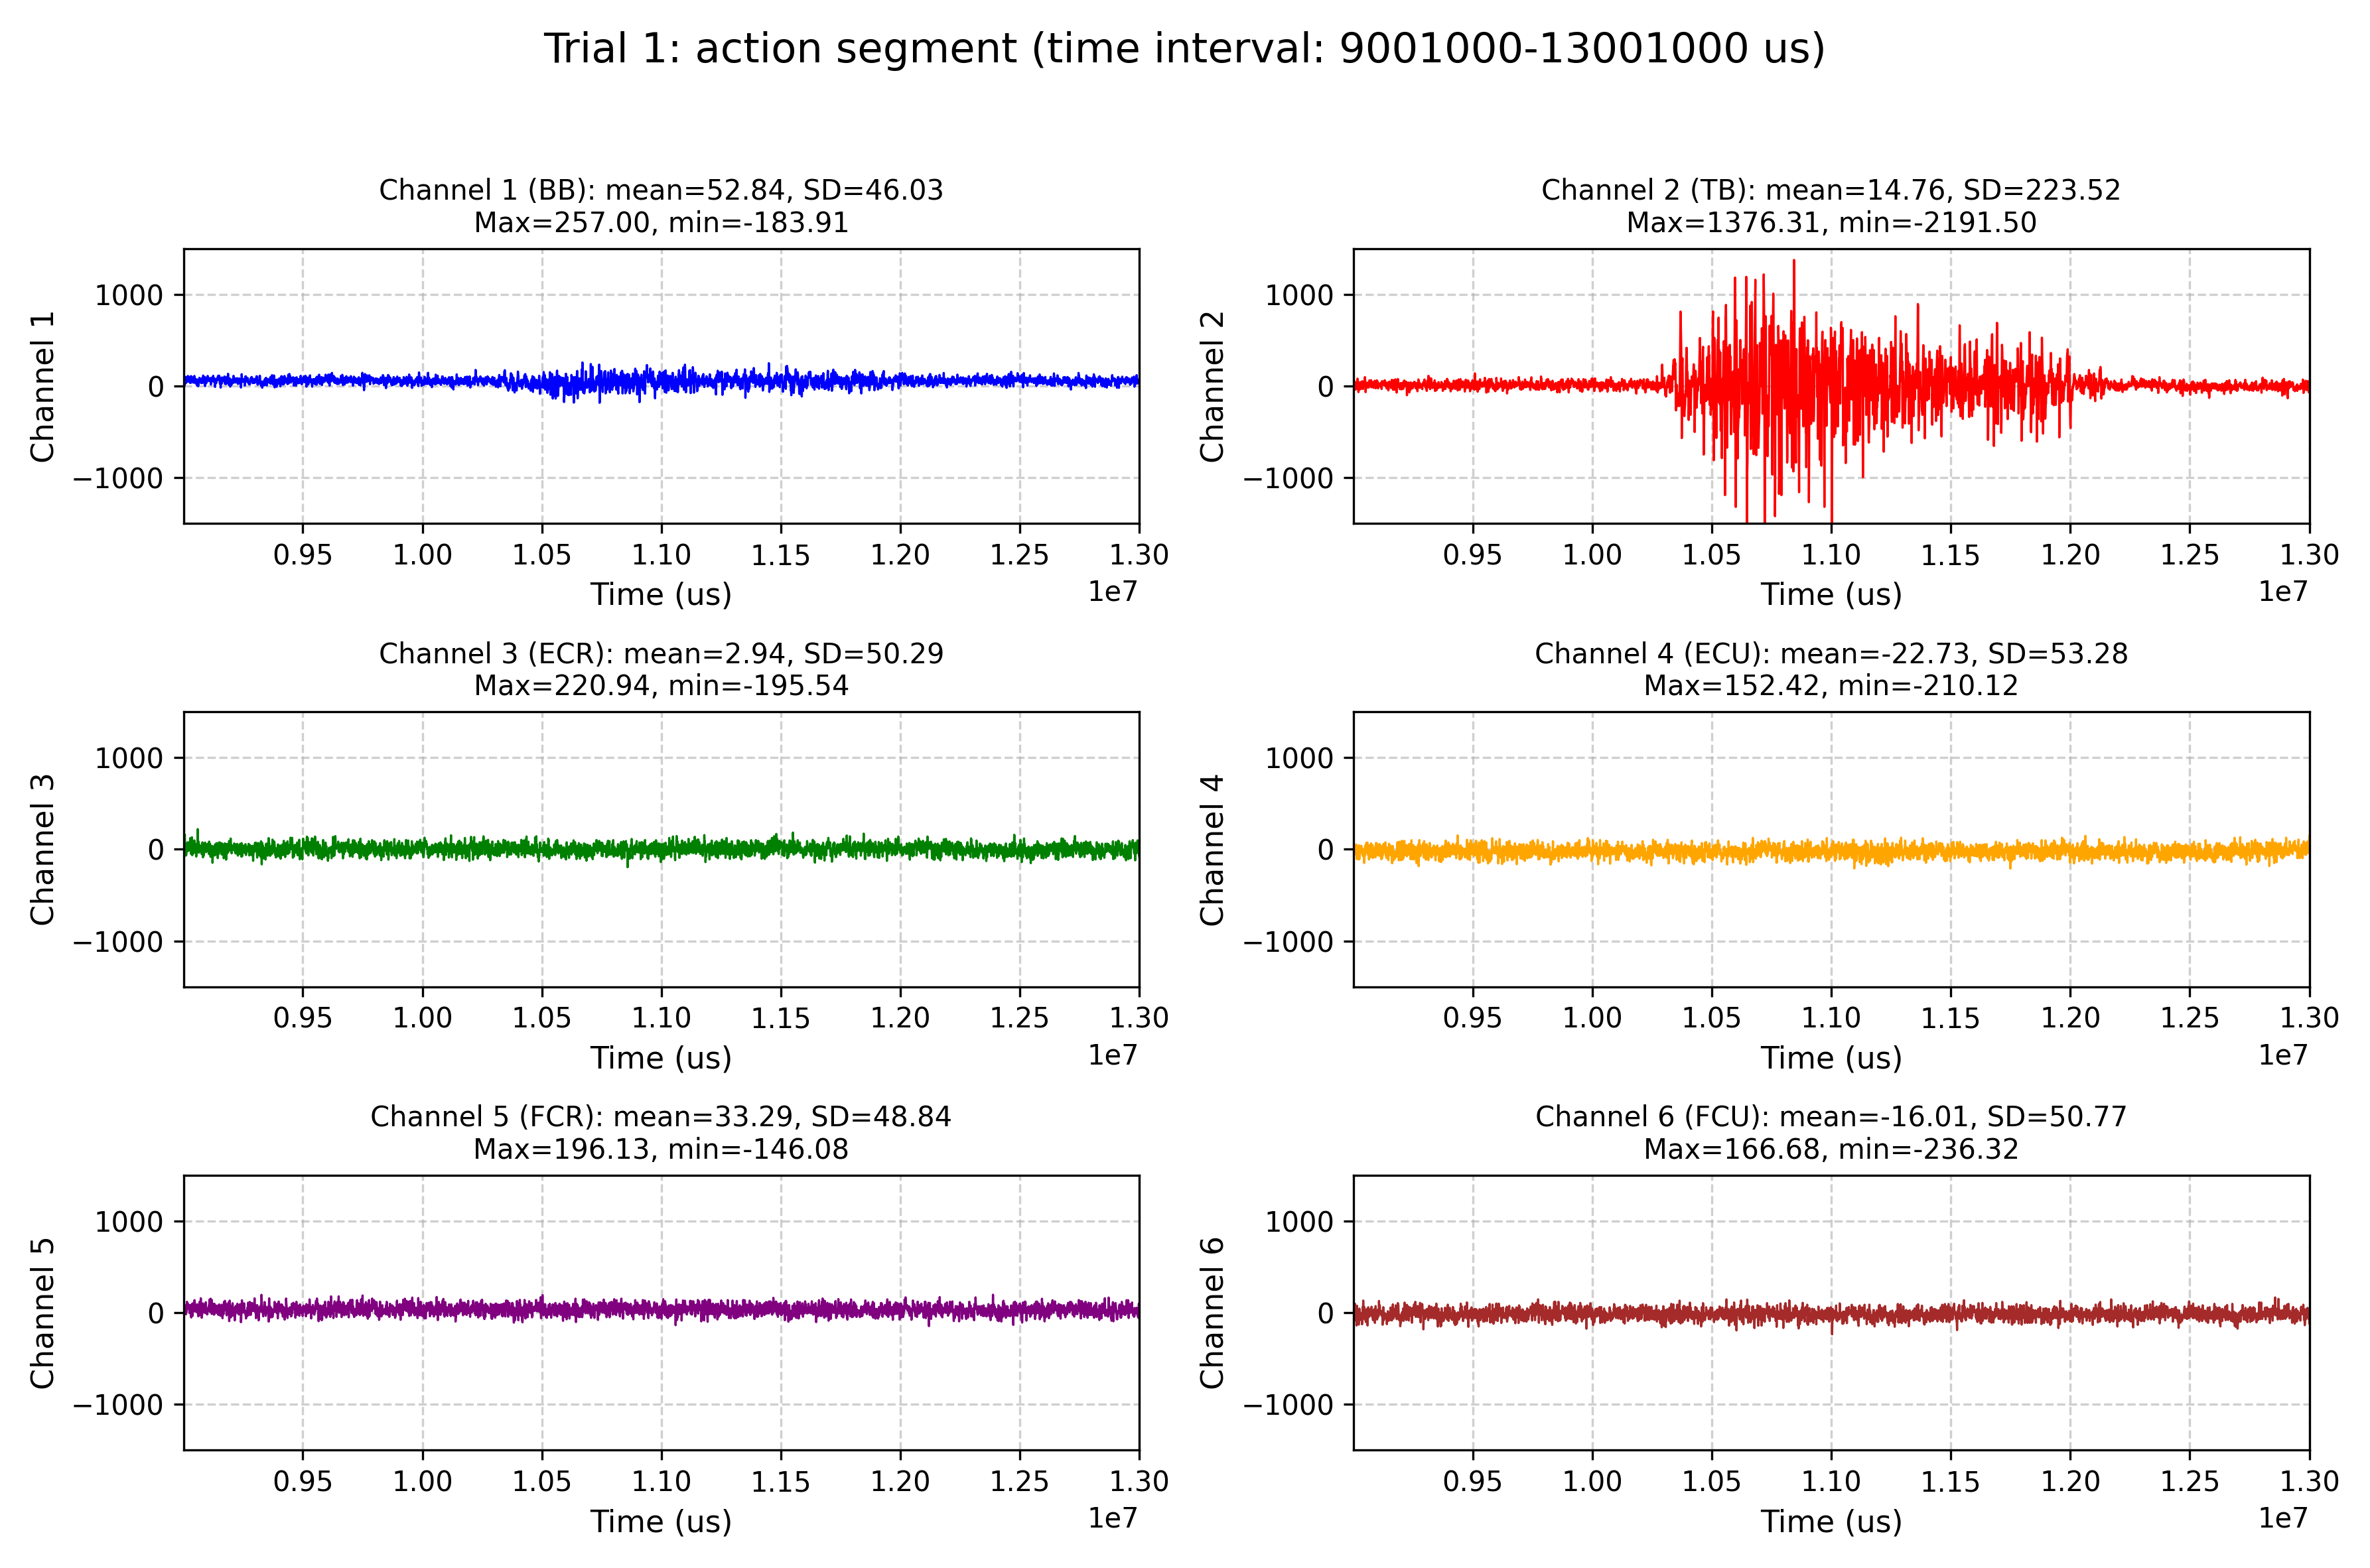 Trial 1: action segment (time interval: 9001000-13001000 us)
Channel 1 (BB): mean=52.84, SD=46.03
Max=257.00, min=-183.91
Channel 1
1000
0
−1000
0.95 1.00 1.05 1.10 1.15 1.20 1.25 1.30
Time (us)
1e7
Channel 2 (TB): mean=14.76, SD=223.52
Max=1376.31, min=-2191.50
Channel 2
1000
0
−1000
0.95 1.00 1.05 1.10 1.15 1.20 1.25 1.30
Time (us)
1e7
Channel 3 (ECR): mean=2.94, SD=50.29
Max=220.94, min=-195.54
Channel 3
1000
0
−1000
0.95 1.00 1.05 1.10 1.15 1.20 1.25 1.30
Time (us)
1e7
Channel 4 (ECU): mean=-22.73, SD=53.28
Max=152.42, min=-210.12
Channel 4
1000
0
−1000
0.95 1.00 1.05 1.10 1.15 1.20 1.25 1.30
Time (us)
1e7
Channel 5 (FCR): mean=33.29, SD=48.84
Max=196.13, min=-146.08
Channel 5
1000
0
−1000
0.95 1.00 1.05 1.10 1.15 1.20 1.25 1.30
Time (us)
1e7
Channel 6 (FCU): mean=-16.01, SD=50.77
Max=166.68, min=-236.32
Channel 6
1000
0
−1000
0.95 1.00 1.05 1.10 1.15 1.20 1.25 1.30
Time (us)
1e7